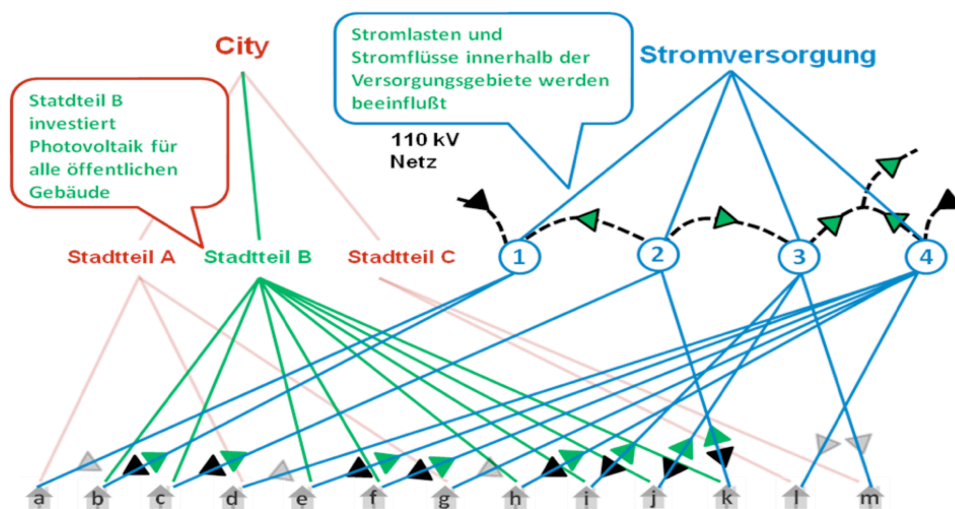 City
Statdteil B
investiert
Photovoltaik für
alle öffentlichen
Gebäude
Stromlasten und
Stromflüsse innerhalb der
Versorgungsgebiete werden
beeinflußt
Stromversorgung
110 kV
Netz
Stadtteil A Stadtteil B Stadtteil C
1 2 3 4
a b c d e f g h i j k l m